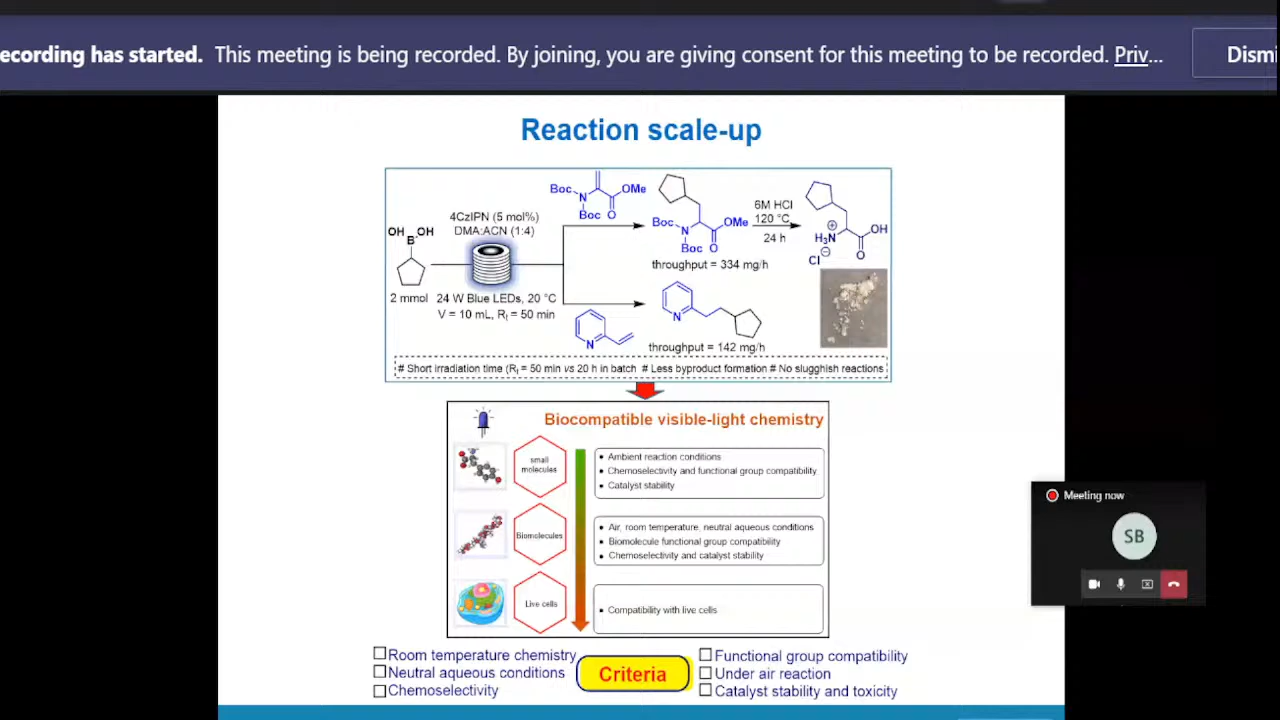 ecording has started. This meeting is being recorded. By joining, you are giving consent for this meeting to be recorded. Priv...
Dismi
Reaction scale-up
OH OH
B
2 mmol
4CzIPN (5 mol%)
DMA:ACN (1:4)
24 W Blue LEDs, 20 °C
V = 10 mL, Rt = 50 min
Boc
N
OMe
Boc O
Boc
N
OMe
Boc O
throughput = 334 mg/h
6M HCl
120 °C
24 h
H3N
OH
O
Cl
N
N
throughput = 142 mg/h
# Short irradiation time (Rt = 50 min vs 20 h in batch # Less byproduct formation # No slugghish reactions
Biocompatible visible-light chemistry
small
molecules
• Ambient reaction conditions
• Chemoselectivity and functional group compatibility
• Catalyst stability
Biomolecules
• Air, room temperature, neutral aqueous conditions
• Biomolecule functional group compatibility
• Chemoselectivity and catalyst stability
Live cells
• Compatibility with live cells
Room temperature chemistry
Neutral aqueous conditions
Chemoselectivity
Criteria
Functional group compatibility
Under air reaction
Catalyst stability and toxicity
Meeting now
SB